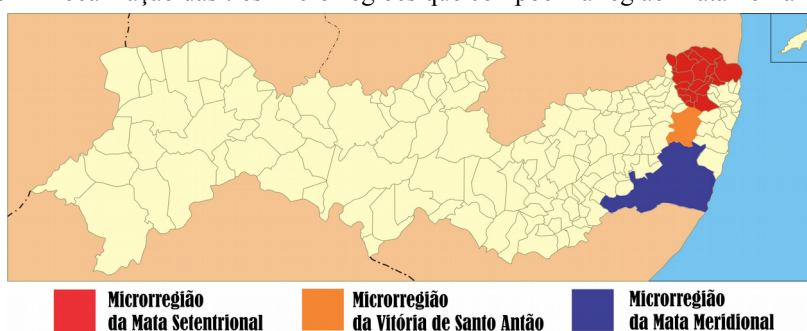 Microrregião
da Mata Setentrional
Microrregião
da Vitória de Santo Antão
Microrregião
da Mata Meridional